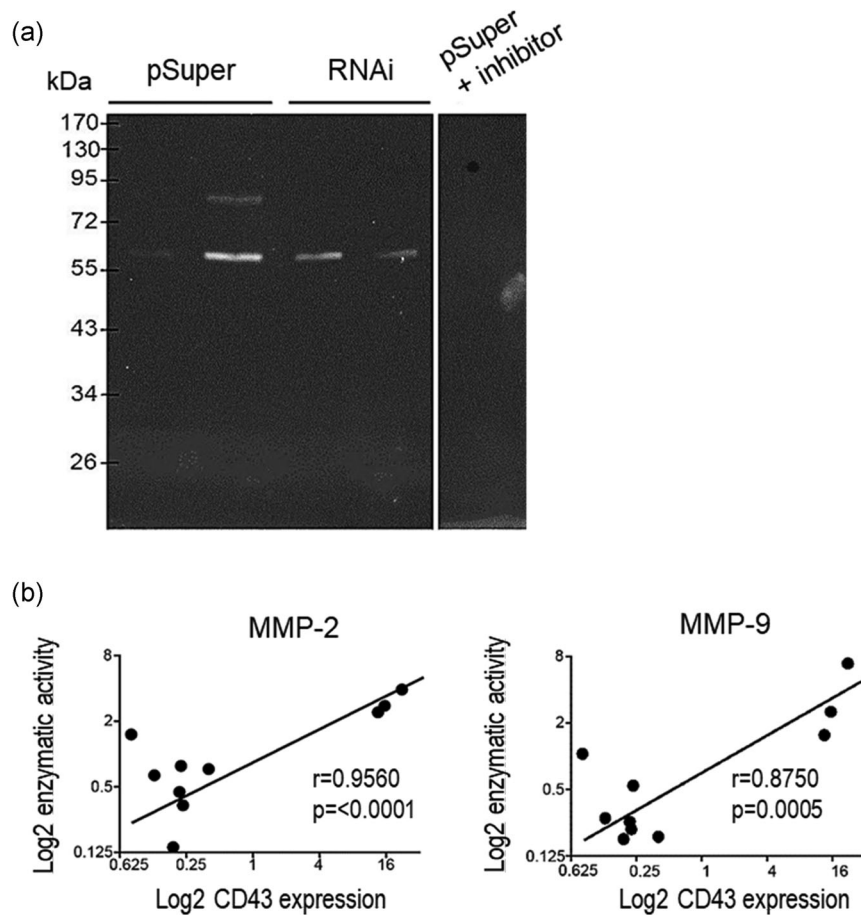 (a)
kDa
pSuper
RNAi
pSuper
+ inhibitor
170
130
95
72
55
43
34
26
(b)
MMP-2
Log2 enzymatic activity
8
2
0.5
0.125
r=0.9560
p=<0.0001
0.625
0.25
1
4
16
Log2 CD43 expression
MMP-9
Log2 enzymatic activity
8
2
0.5
0.125
r=0.8750
p=0.0005
0.625
0.25
1
4
16
Log2 CD43 expression